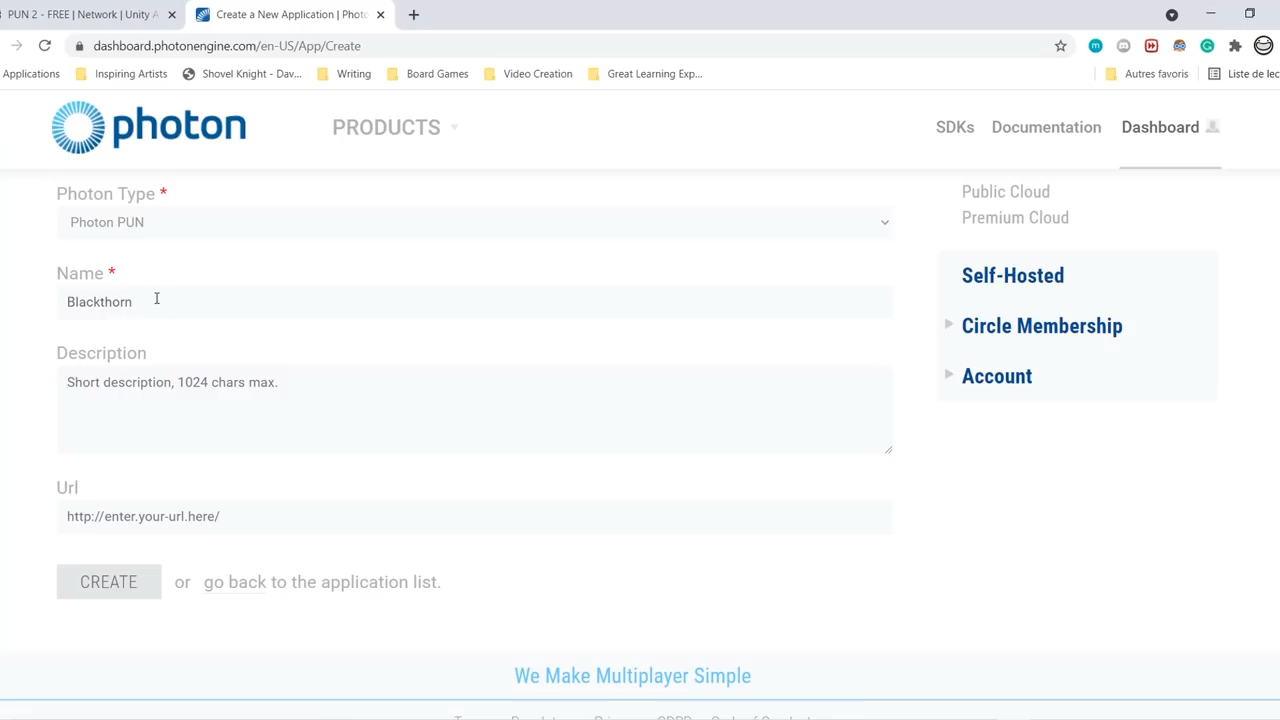 PUN 2 - FREE | Network | Unity A
Create a New Application | Photo
dashboard.photonengine.com/en-US/App/Create
Applications
Inspiring Artists
Shovel Knight - Dav...
Writing
Board Games
Video Creation
Great Learning Exp...
Autres favoris
Liste de lec
photon
PRODUCTS
SDKs
Documentation
Dashboard
Photon Type *
Photon PUN
Name *
Blackthorn
Description
Short description, 1024 chars max.
Url
http://enter.your-url.here/
CREATE or go back to the application list.
Public Cloud
Premium Cloud
Self-Hosted
Circle Membership
Account
We Make Multiplayer Simple